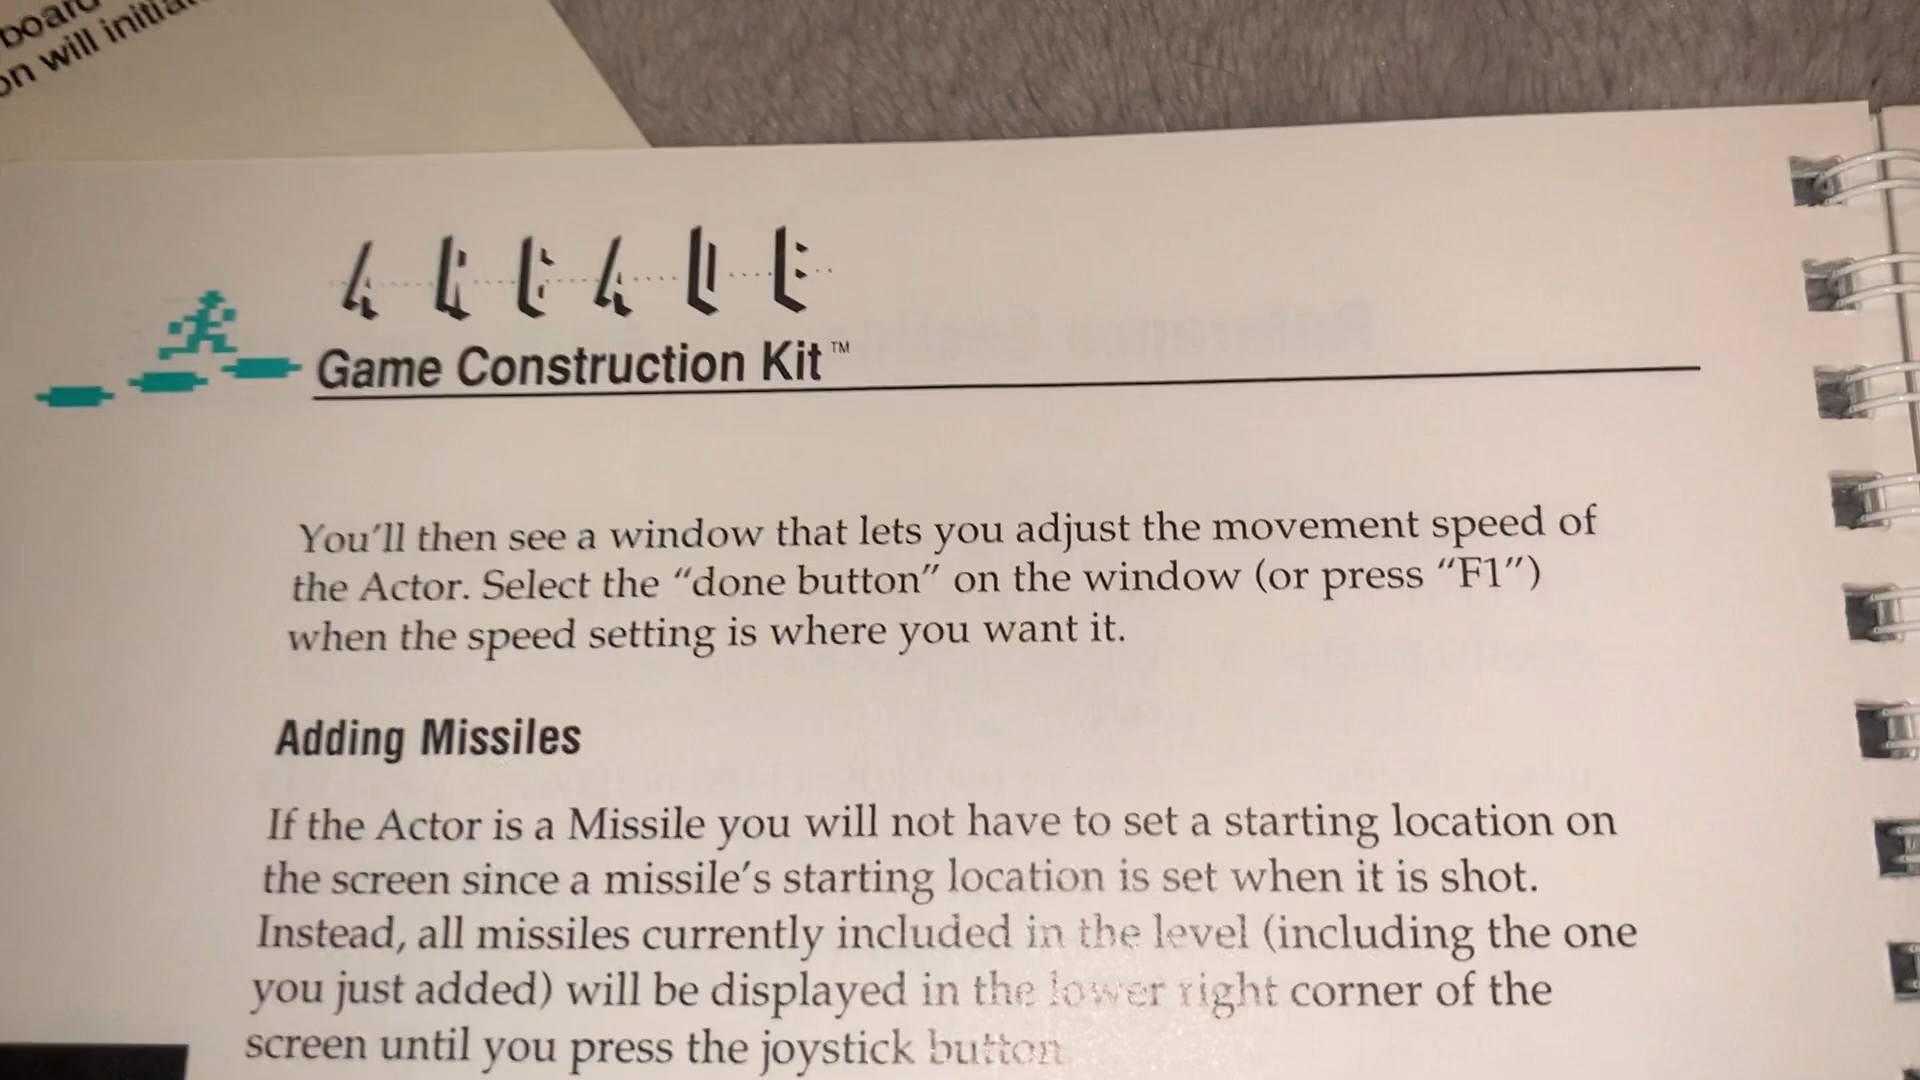 board
on will initia
ARCADE
Game Construction Kit™
You'll then see a window that lets you adjust the movement speed of
the Actor. Select the “done button” on the window (or press “F1”)
when the speed setting is where you want it.
Adding Missiles
If the Actor is a Missile you will not have to set a starting location on
the screen since a missile's starting location is set when it is shot.
Instead, all missiles currently included in the level (including the one
you just added) will be displayed in the lower right corner of the
screen until you press the joystick button